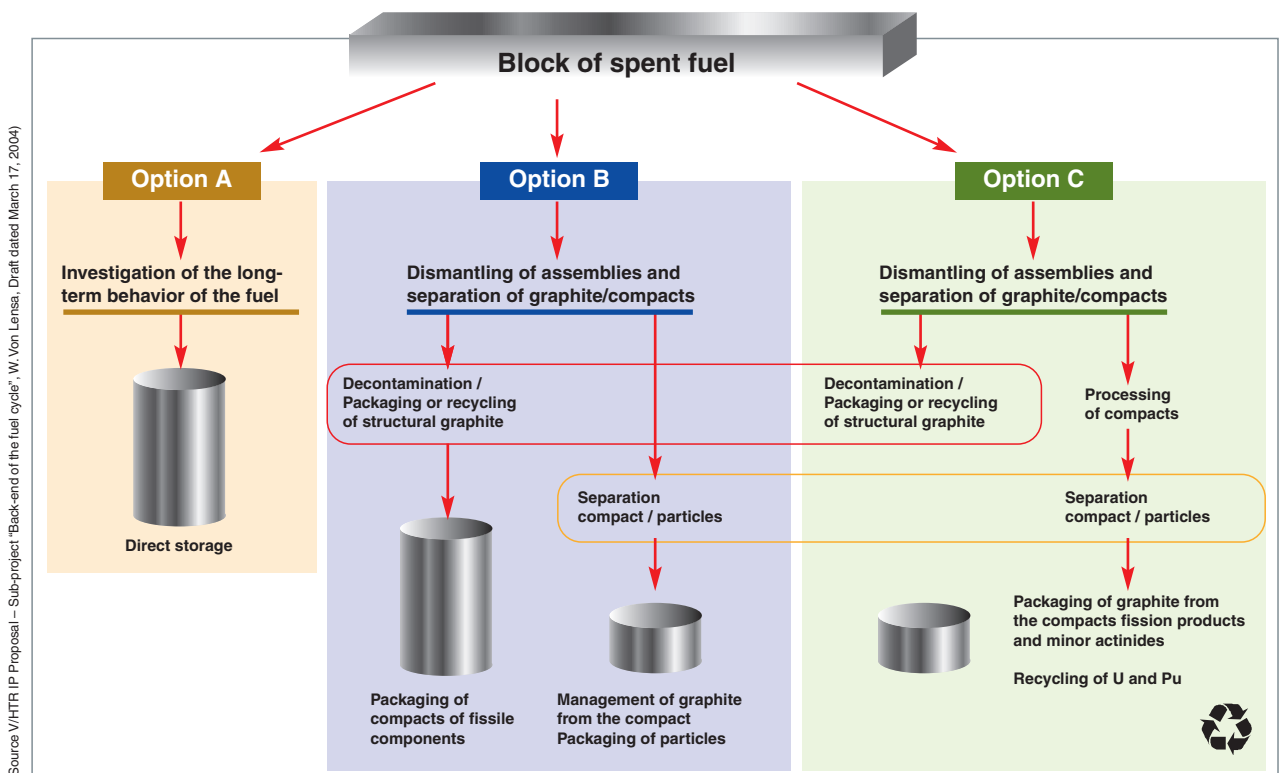 Block of spent fuel
Option A
Investigation of the long-
term behavior of the fuel
Direct storage
Option B
Dismantling of assemblies and
separation of graphite/compacts
Decontamination /
Packaging or recycling
of structural graphite
Separation
compact / particles
Packaging of
compacts of fissile
components
Management of graphite
from the compact
Packaging of particles
Option C
Dismantling of assemblies and
separation of graphite/compacts
Decontamination /
Packaging or recycling
of structural graphite
Processing
of compacts
Separation
compact / particles
Packaging of graphite from
the compacts fission products
and minor actinides
Recycling of U and Pu
Source V/HTR IP Proposal – Sub-project “Back-end of the fuel cycle”, W. Von Lensa, Draft dated March 17, 2004)